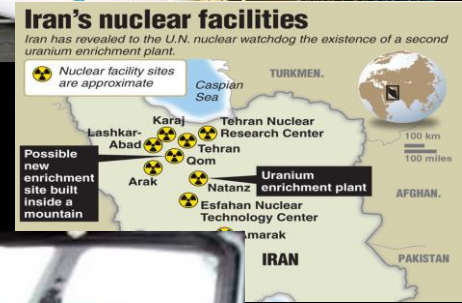 Iran's nuclear facilities
Iran has revealed to the U.N. nuclear watchdog the existence of a second
uranium enrichment plant.
Nuclear facility sites
are approximate
Caspian
Sea
TURKMEN.
Karaj
Tehran Nuclear
Research Center
Lashkar-
Abad
Tehran
Qom
Possible
new
enrichment
site built
inside a
mountain
Arak
Natanz
Uranium
enrichment plant
Esfahan Nuclear
Technology Center
100 km
100 miles
AFGHAN.
IRAN
PAKISTAN